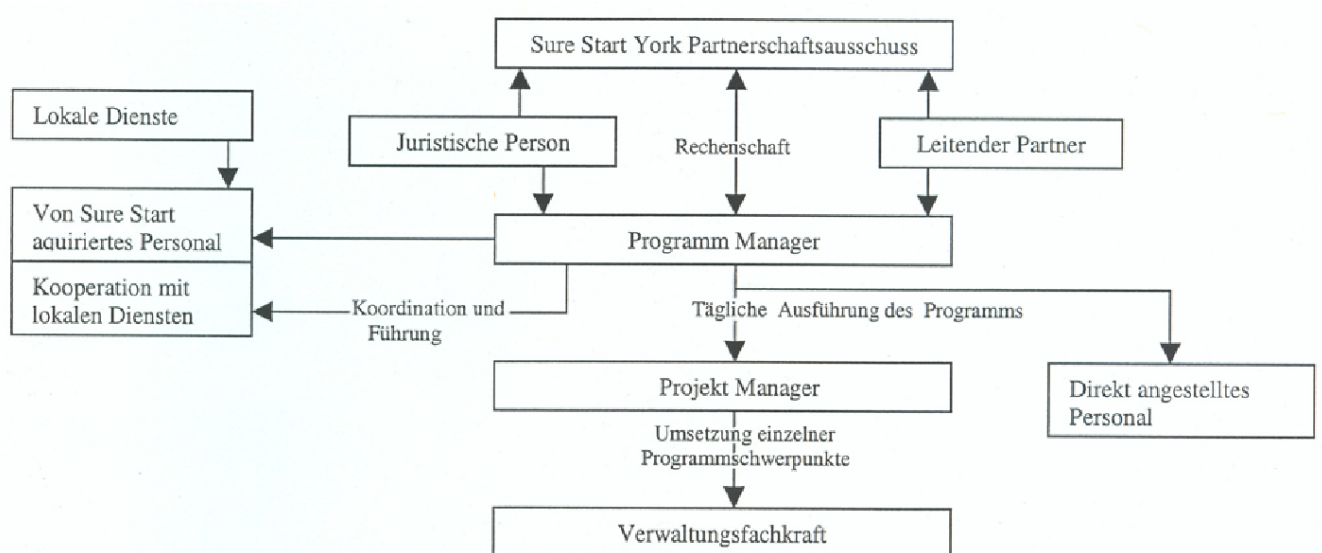 Sure Start York Partnerschaftsausschuss
Lokale Dienste
Juristische Person
Rechenschaft
Leitender Partner
Von Sure Start
aquiriertes Personal
Programm Manager
Kooperation mit
lokalen Diensten
Koordination und
Führung
Tägliche Ausführung des Programms
Projekt Manager
Direkt angestelltes
Personal
Umsetzung einzelner
Programmschwerpunkte
Verwaltungsfachkraft